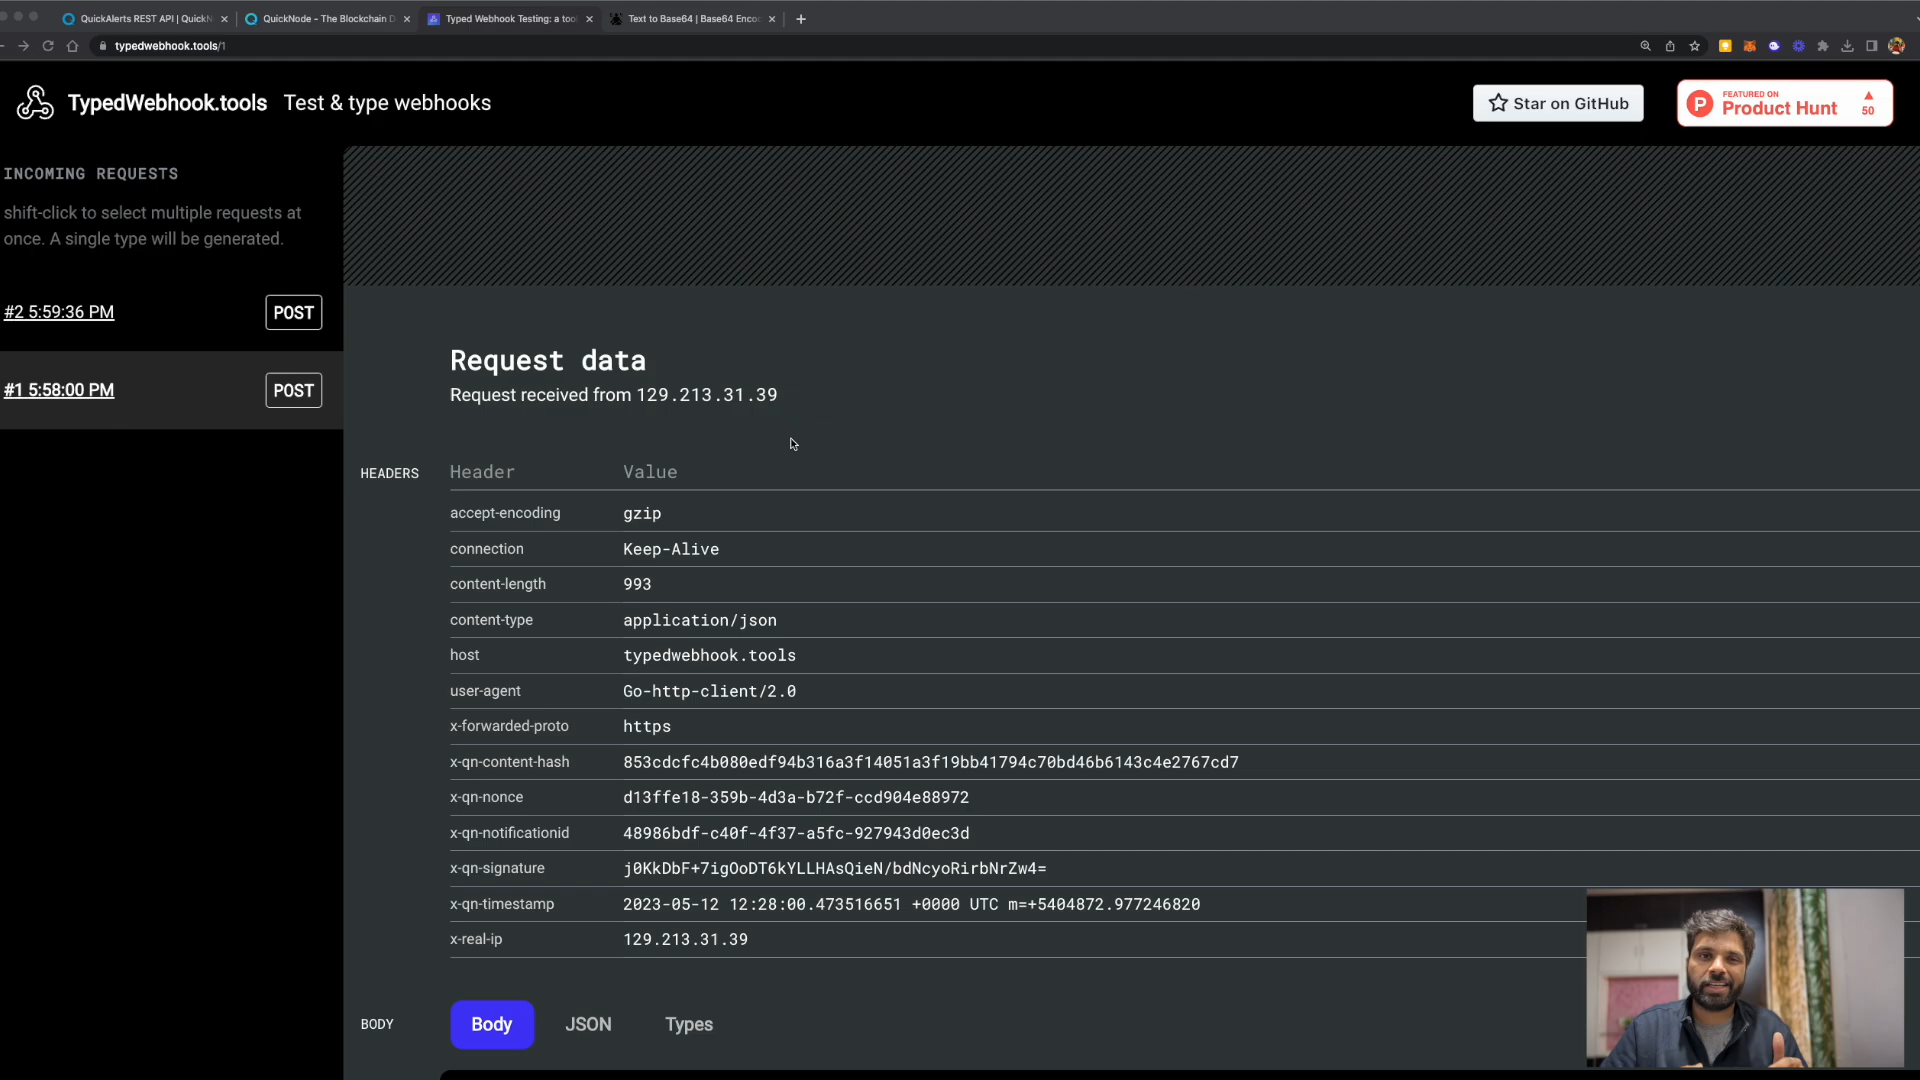 QuickAlerts REST API | QuickN
QuickNode - The Blockchain D
Typed Webhook Testing: a too
Text to Base64 | Base64 Enco
typedwebhook.tools/1
TypedWebhook.tools Test & type webhooks
Star on GitHub
P
FEATURED ON
Product Hunt
50
INCOMING REQUESTS
shift-click to select multiple requests at
once. A single type will be generated.
#2 5:59:36 PM
POST
#1 5:58:00 PM
POST
Request data
Request received from 129.213.31.39
HEADERS
Header Value
accept-encoding gzip
connection Keep-Alive
content-length 993
content-type application/json
host typedwebhook.tools
user-agent Go-http-client/2.0
x-forwarded-proto https
x-qn-content-hash 853cdcfc4b080edf94b316a3f14051a3f19bb41794c70bd46b6143c4e2767cd7
x-qn-nonce d13ffe18-359b-4d3a-b72f-ccd904e88972
x-qn-notificationid 48986bdf-c40f-4f37-a5fc-927943d0ec3d
x-qn-signature j0KkDbF+7igOoDT6kYLLHAsQieN/bdNcyoRirbNrZw4=
x-qn-timestamp 2023-05-12 12:28:00.473516651 +0000 UTC m=+5404872.977246820
x-real-ip 129.213.31.39
BODY
Body
JSON
Types